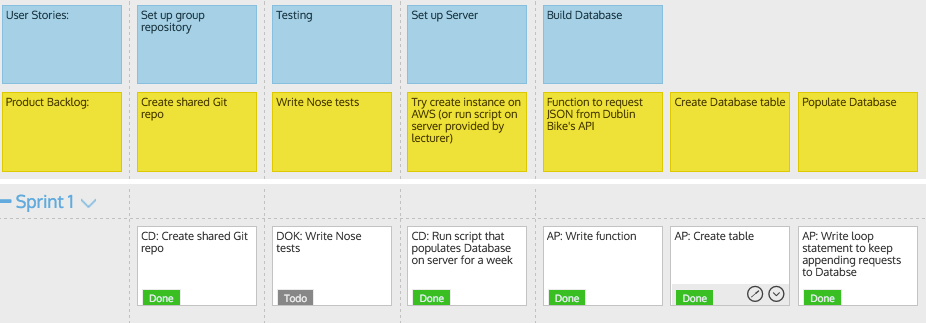 User Stories:
Set up group
repository
Testing
Set up Server
Build Database
Product Backlog:
Create shared Git
repo
Write Nose tests
Try create instance on
AWS (or run script on
server provided by
lecturer)
Function to request
JSON from Dublin
Bike's API
Create Database table
Populate Database
Sprint 1
CD: Create shared Git
repo
Done
DOK: Write Nose
tests
Todo
CD: Run script that
populates Database
on server for a week
Done
AP: Write function
Done
AP: Create table
Done
AP: Write loop
statement to keep
appending requests
to Databse
Done